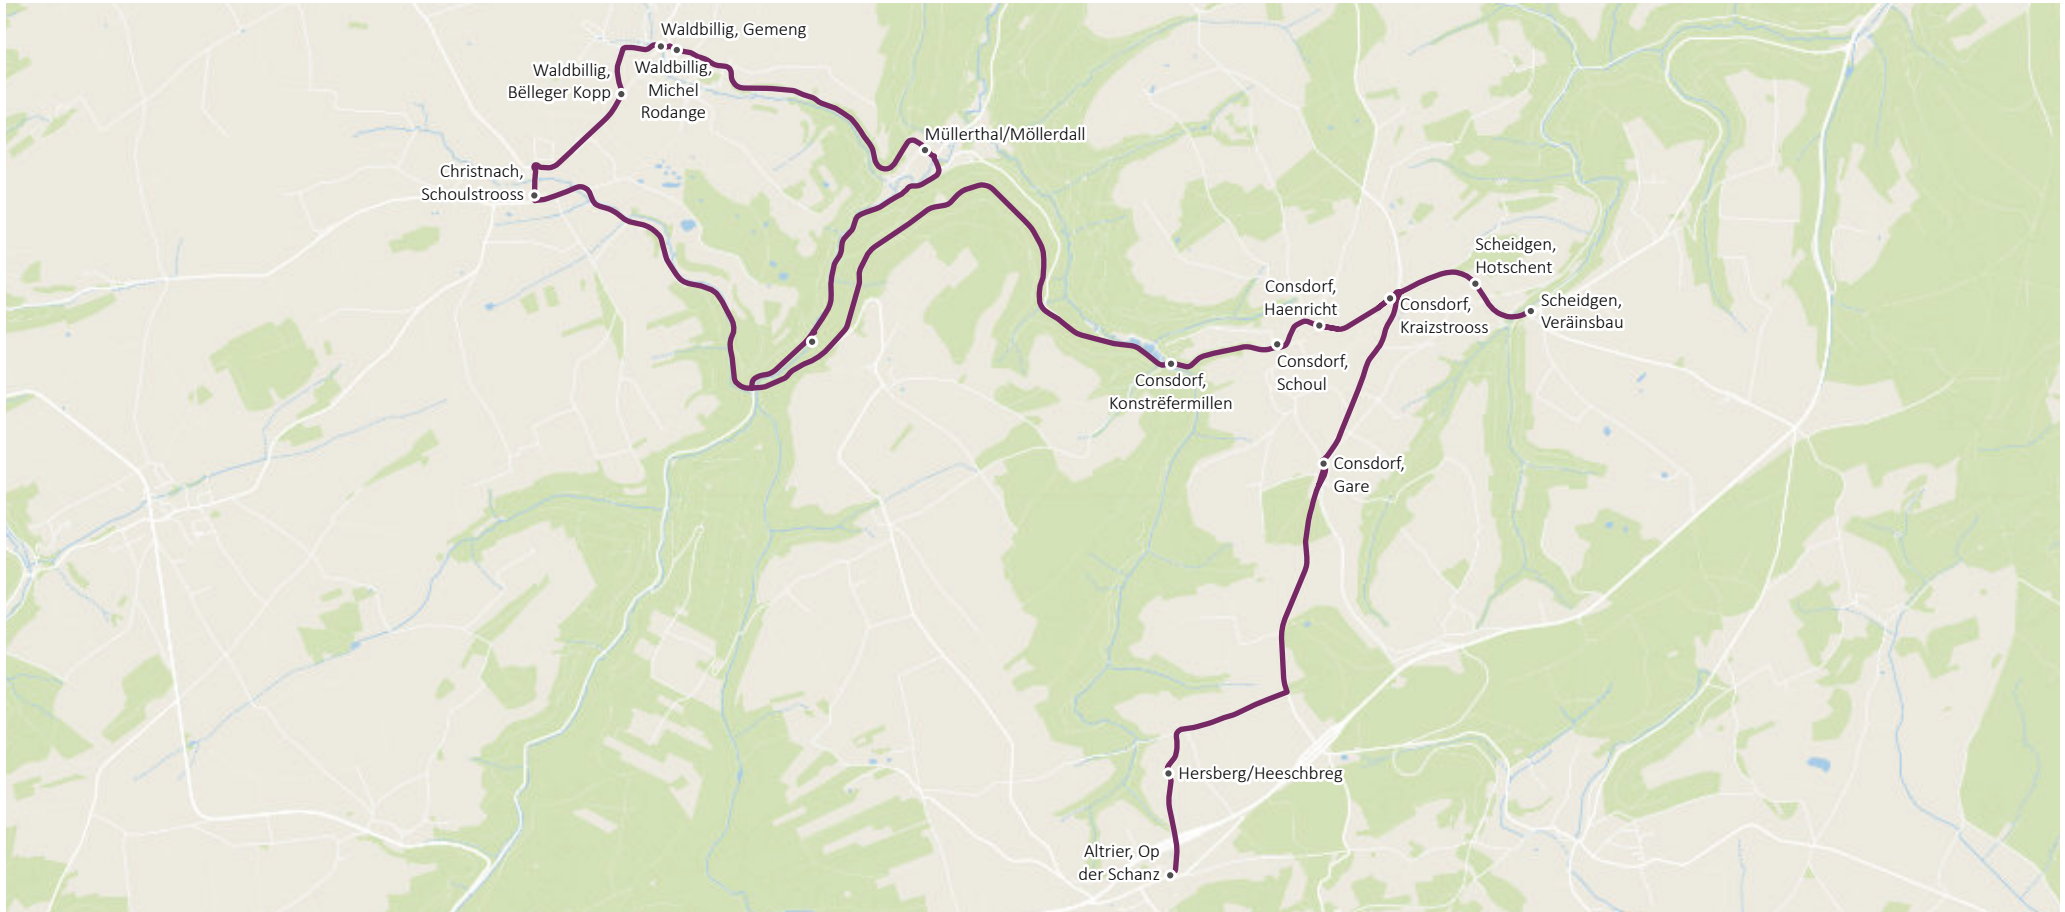 Waldbillig, Gemeng
Waldbillig,
Bëlleger Kopp
Waldbillig,
Michel
Rodange
Müllerthal/Möllerdall
Christnach,
Schoulstrooss
Scheidgen,
Hotschent
Consdorf,
Haenricht
Consdorf,
Kraizstrooss
Scheidgen,
Veräinsbau
Consdorf,
Schoul
Consdorf,
Konstrëfermillen
Consdorf,
Gare
Hersberg/Heeschbreg
Altrier, Op
der Schanz